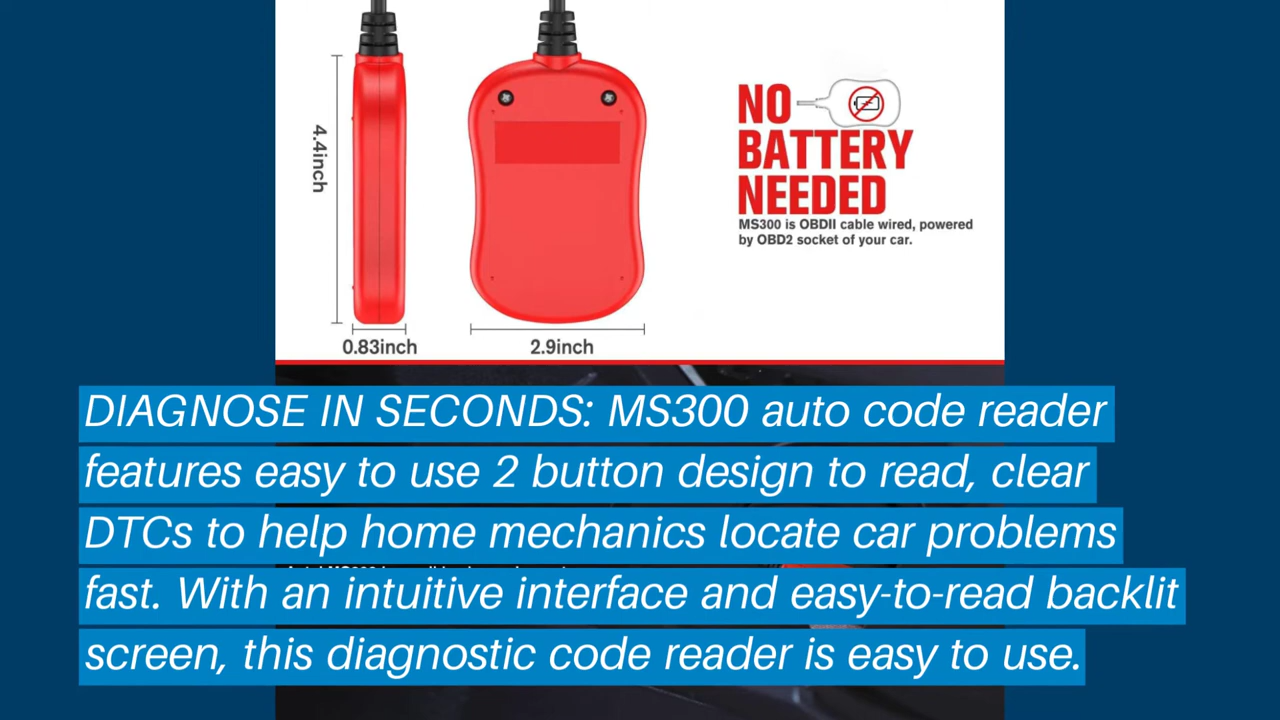 4.4inch
0.83inch
2.9inch
NO
BATTERY
NEEDED
MS300 is OBDII cable wired, powered
by OBD2 socket of your car.
DIAGNOSE IN SECONDS: MS300 auto code reader
features easy to use 2 button design to read, clear
DTCs to help home mechanics locate car problems
fast. With an intuitive interface and easy-to-read backlit
screen, this diagnostic code reader is easy to use.